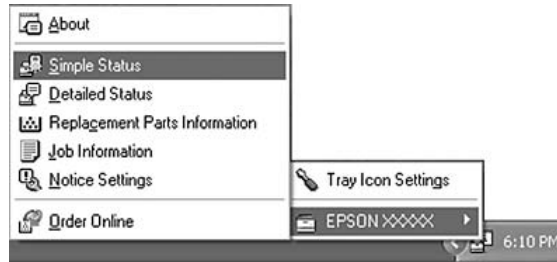 About
Simple Status
Detailed Status
Replacement Parts Information
Job Information
Notice Settings
Order Online
Tray Icon Settings
EPSON XXXXX
6:10 PM